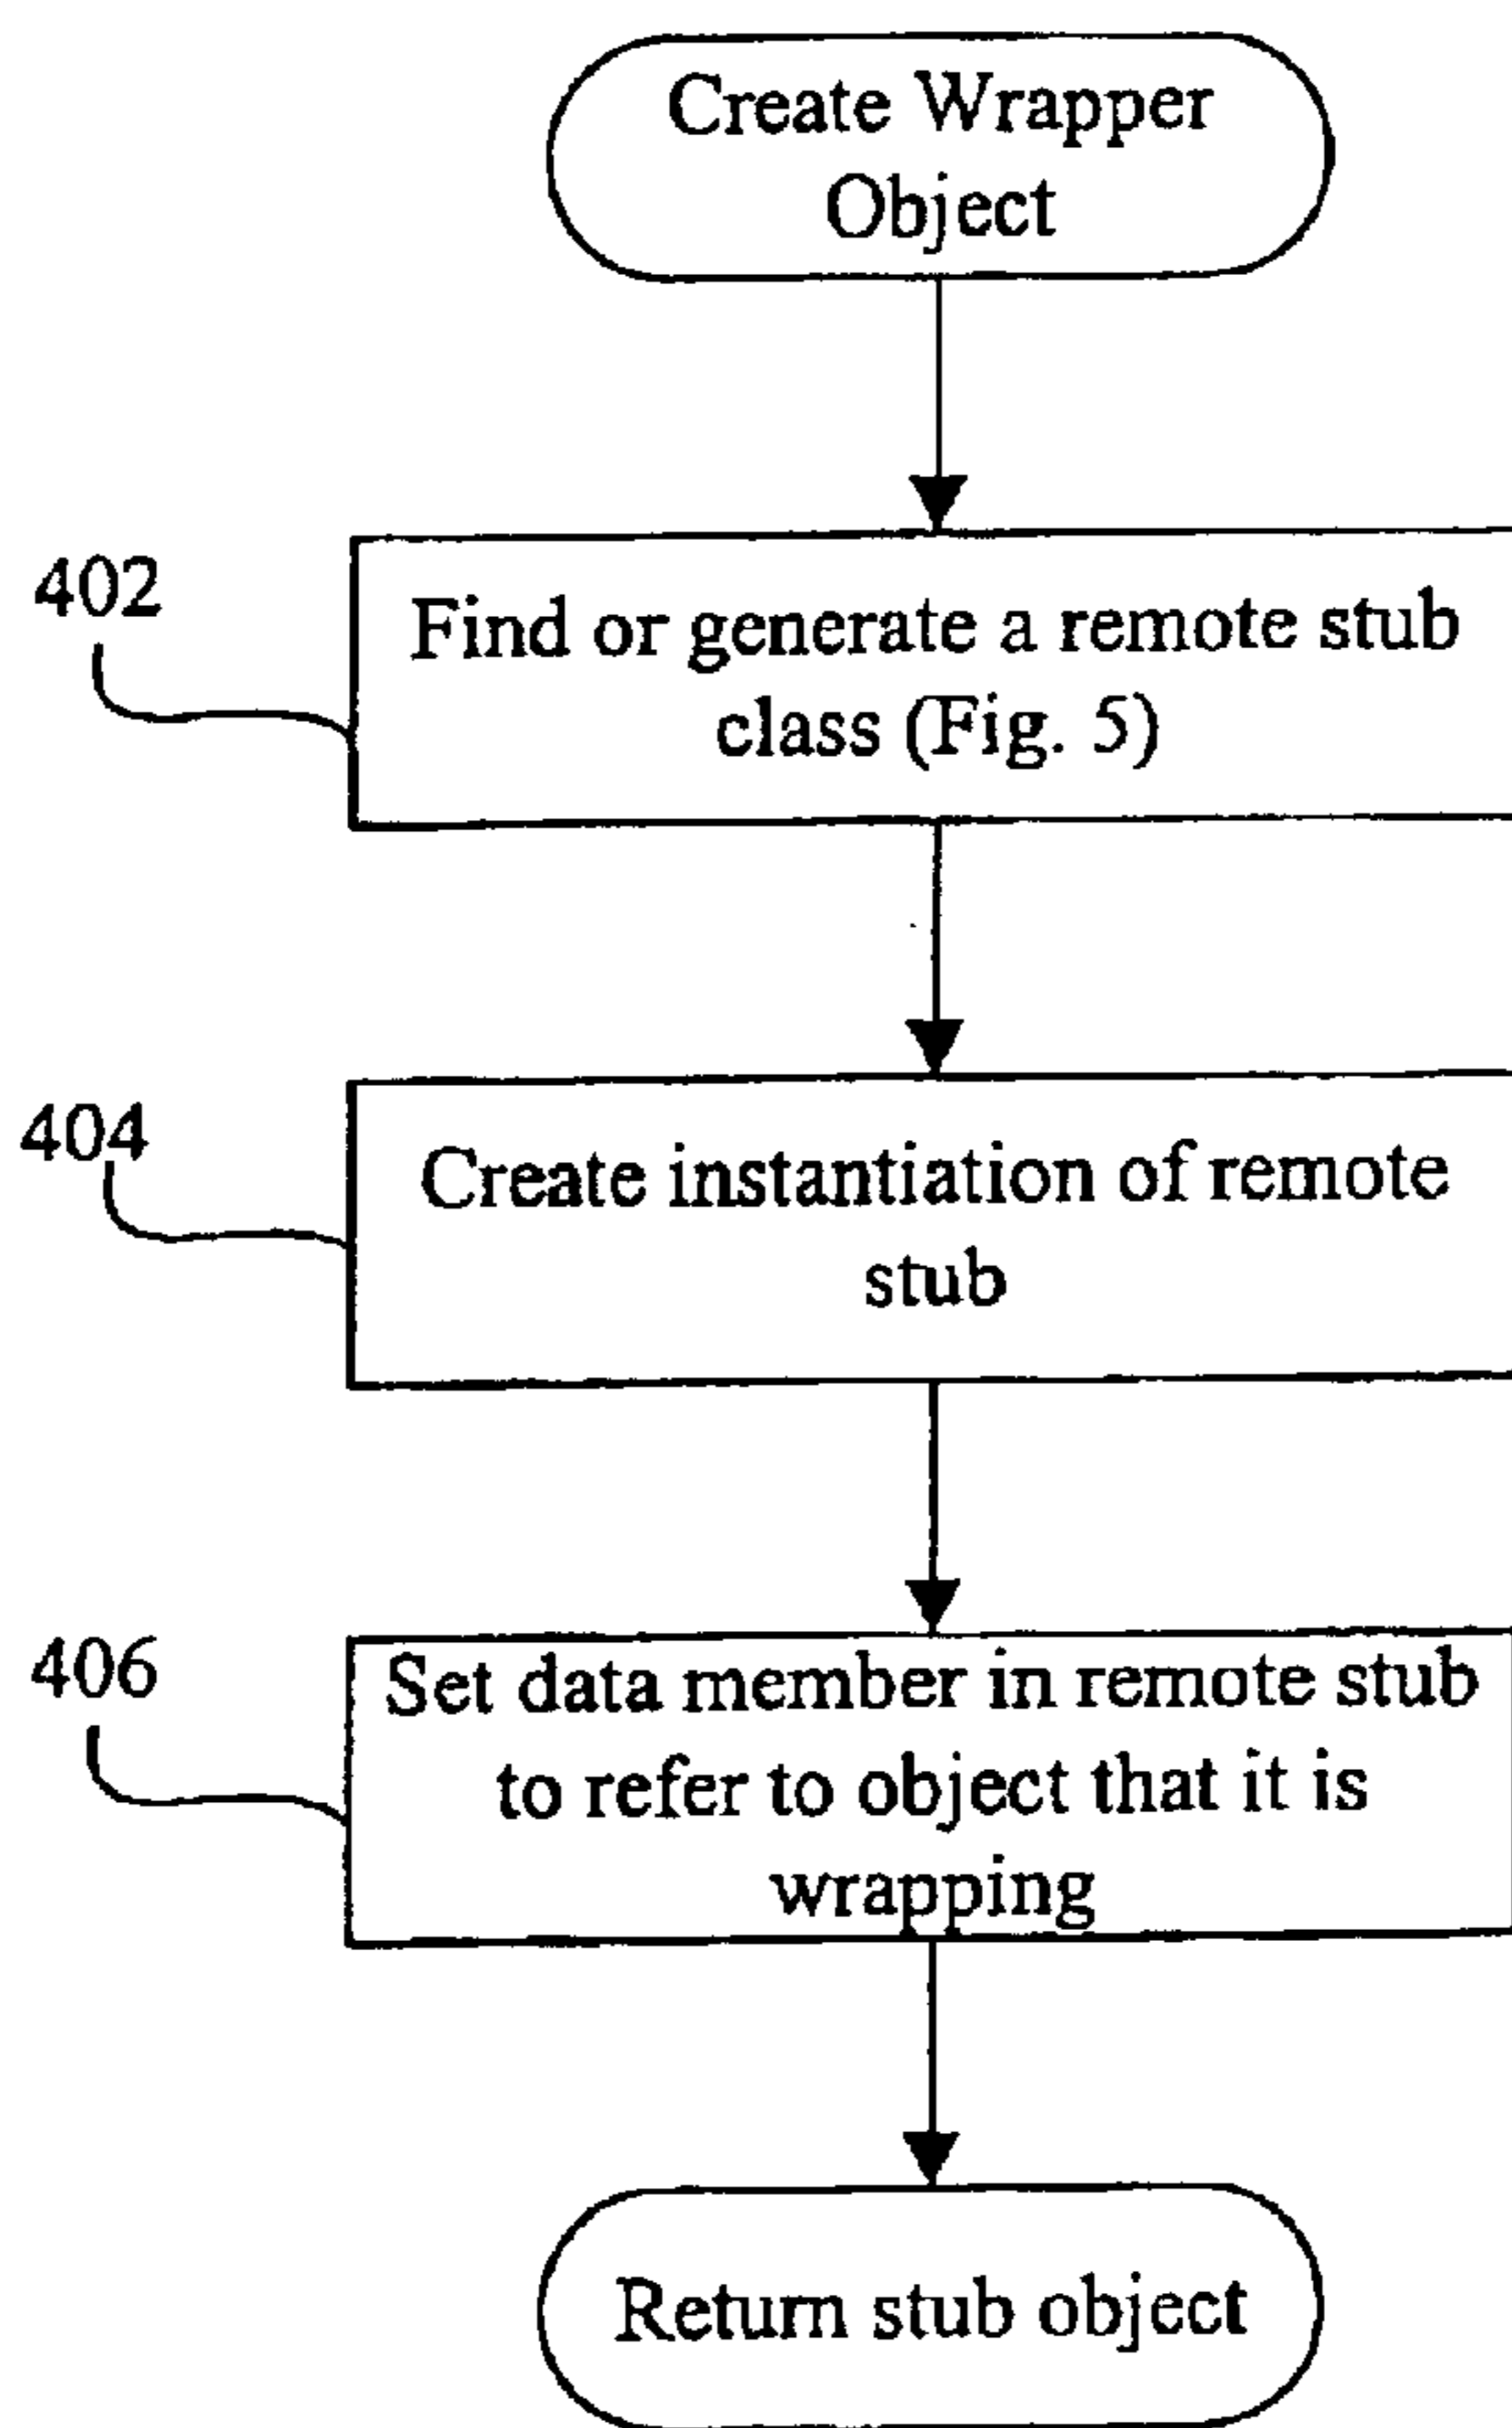 Create Wrapper
Object
402
Find or generate a remote stub
class (Fig. 5)
404
Create instantiation of remote
stub
406
Set data member in remote stub
to refer to object that it is
wrapping
Return stub object